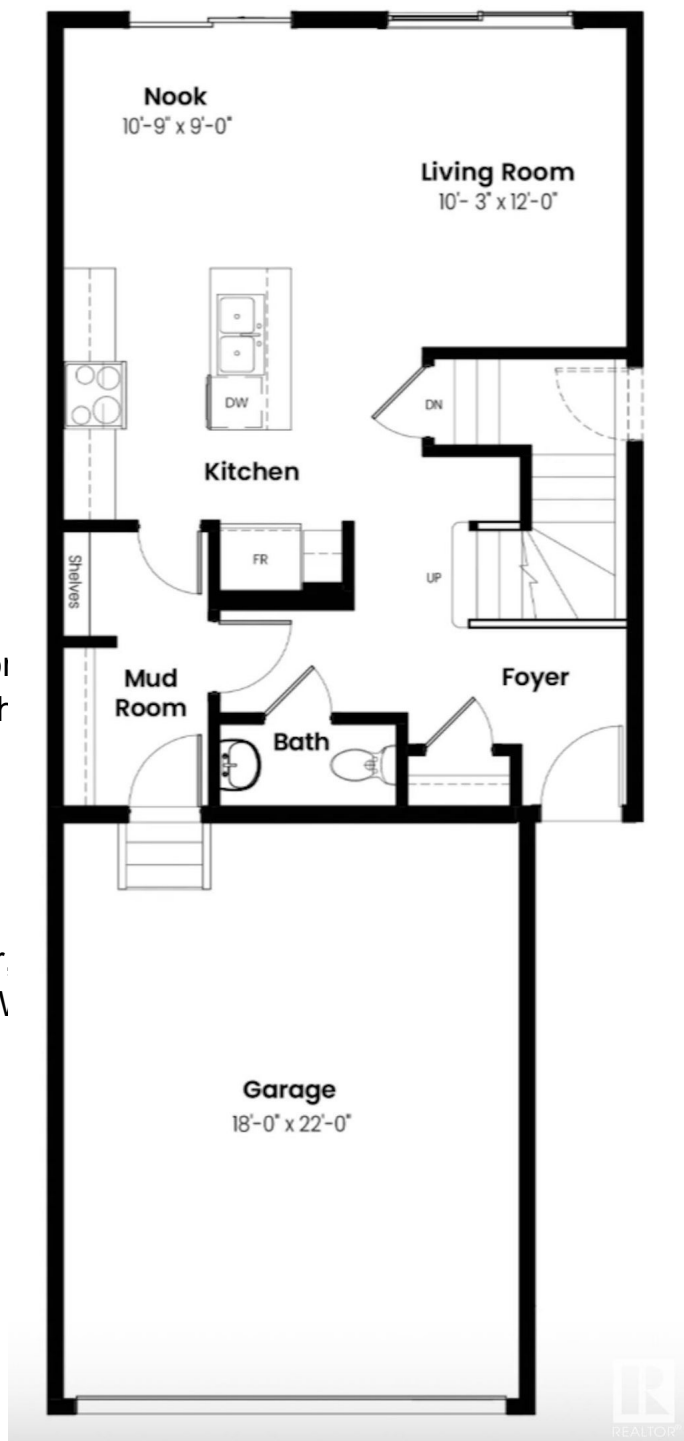 Nook
10'-9" x 9'-0"
Living Room
10'- 3" x 12'-0"
DW
DN
Kitchen
FR
Shelves
UP
Mud
Room
Foyer
Bath
Garage
18'-0" x 22'-0"
R
REALTOR®